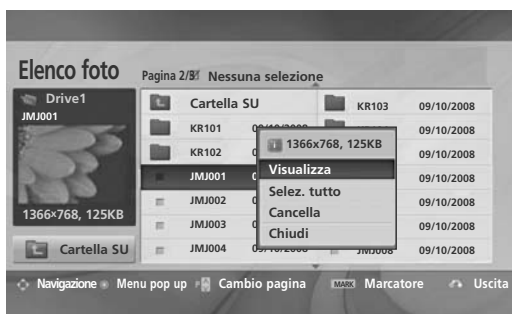 Elenco foto
Pagina 2/3
Nessuna selezione
Drive1
JMJ001
1366×768, 125KB
Cartella SU
Cartella SU
KR101
KR102
JMJ001
JMJ002
JMJ003
JMJ004
KR103 09/10/2008
09/10/2008
09/10/2008
09/10/2008
09/10/2008
09/10/2008
JMJ008 09/10/2008
1366x768, 125KB
Visualizza
Selez. tutto
Cancella
Chiudi
Navigazione Menu pop up Cambio pagina MARK Marcatore Uscita